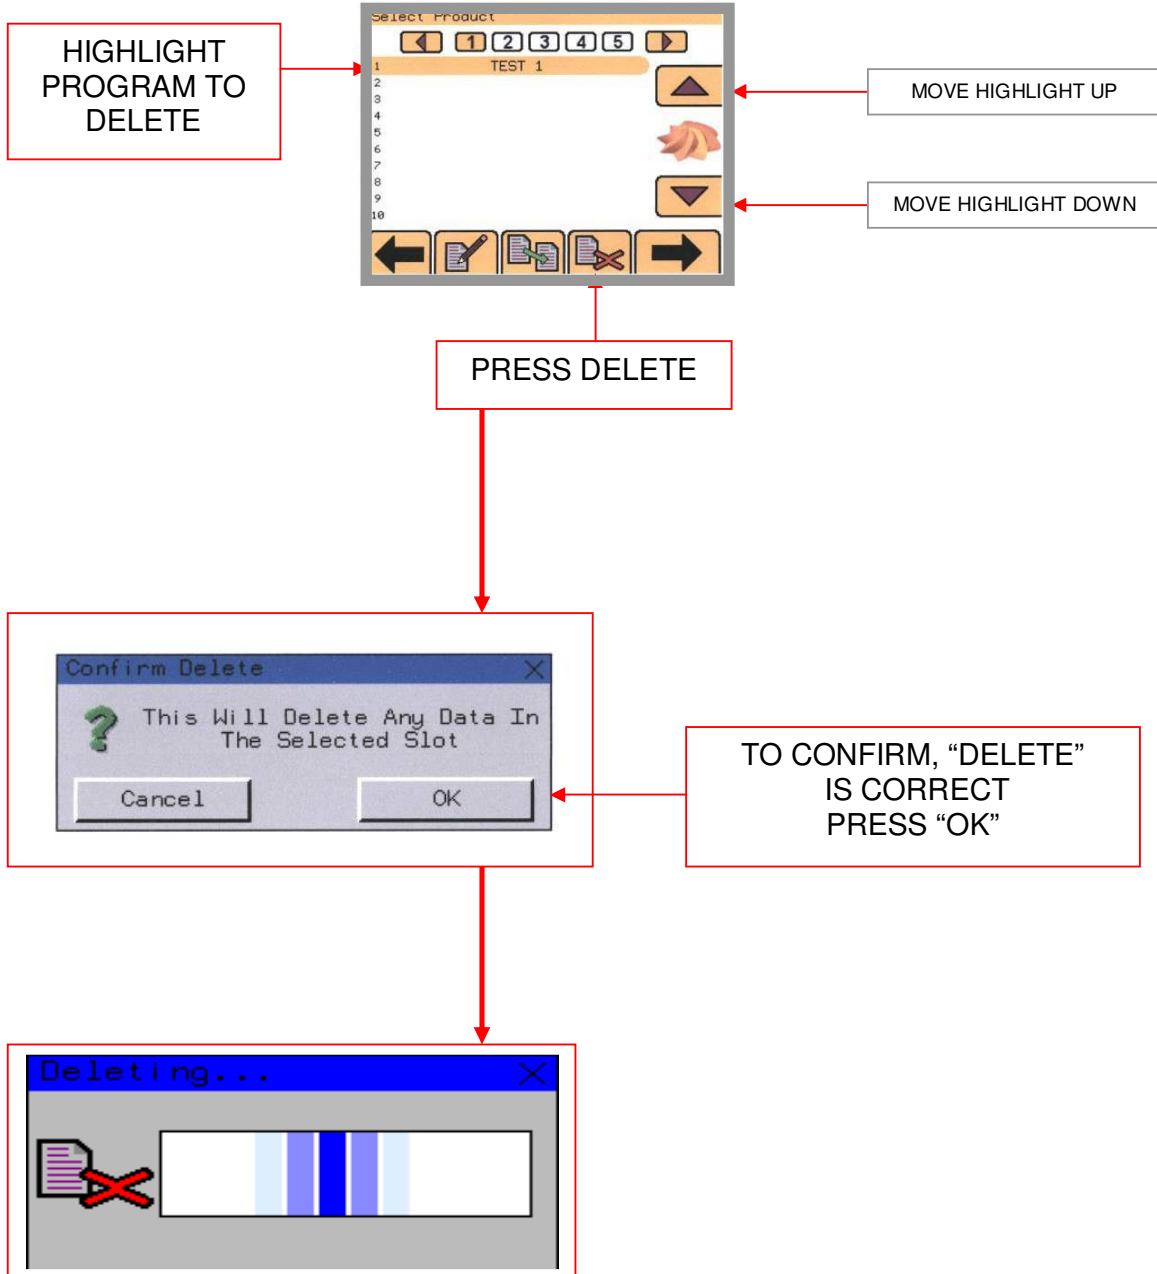 HIGHLIGHT
PROGRAM TO
DELETE
Select Product
1 2 3 4 5
1 TEST 1
2
3
4
5
6
7
8
9
10
MOVE HIGHLIGHT UP
MOVE HIGHLIGHT DOWN
PRESS DELETE
Confirm Delete
This Will Delete Any Data In
The Selected Slot
Cancel OK
TO CONFIRM, “DELETE”
IS CORRECT
PRESS “OK”
Deleting...